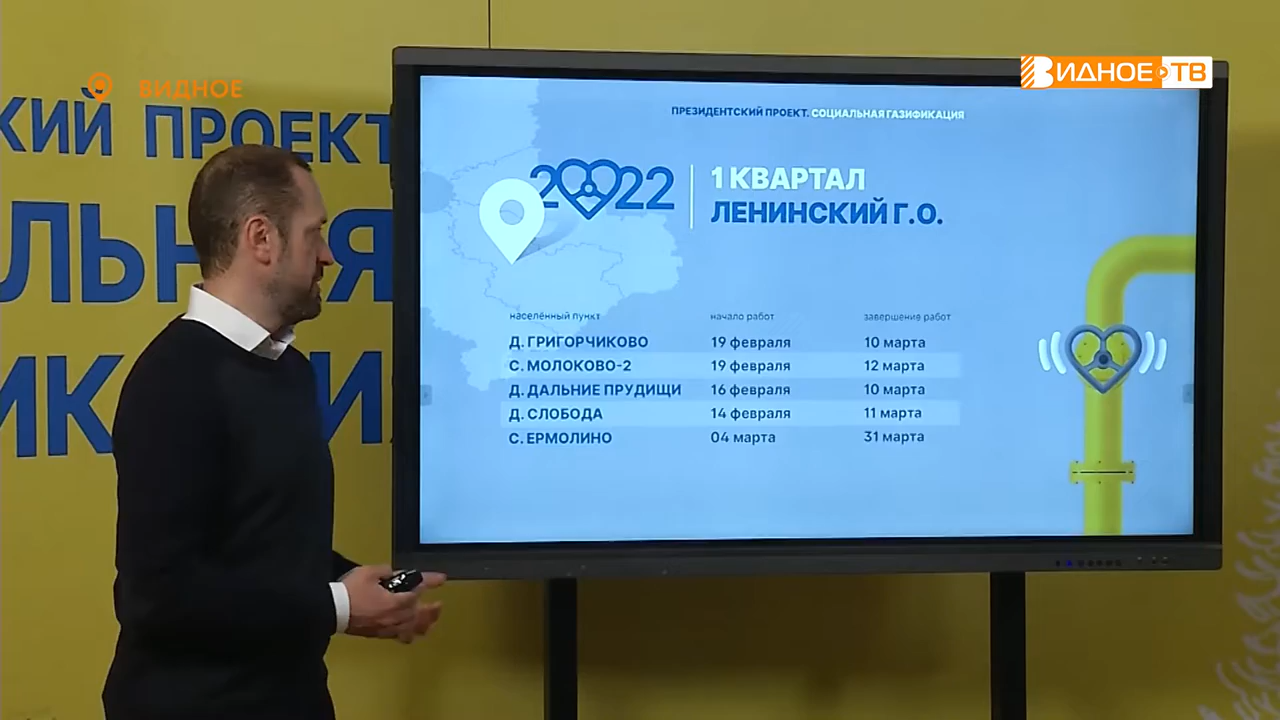 ВИДНОЕ
ВИДНОЕ ТВ
КИЙ ПРОЕКТ
ЛЬНАЯ
ПРЕЗИДЕНТСКИЙ ПРОЕКТ. СОЦИАЛЬНАЯ ГАЗИФИКАЦИЯ
2022
1 КВАРТАЛ
ЛЕНИНСКИЙ Г.О.
населённый пункт начало работ завершение работ
Д. ГРИГОРЧИКОВО 19 февраля 10 марта
С. МОЛОКОВО-2 19 февраля 12 марта
Д. ДАЛЬНИЕ ПРУДИЩИ 16 февраля 10 марта
Д. СЛОБОДА 14 февраля 11 марта
С. ЕРМОЛИНО 04 марта 31 марта